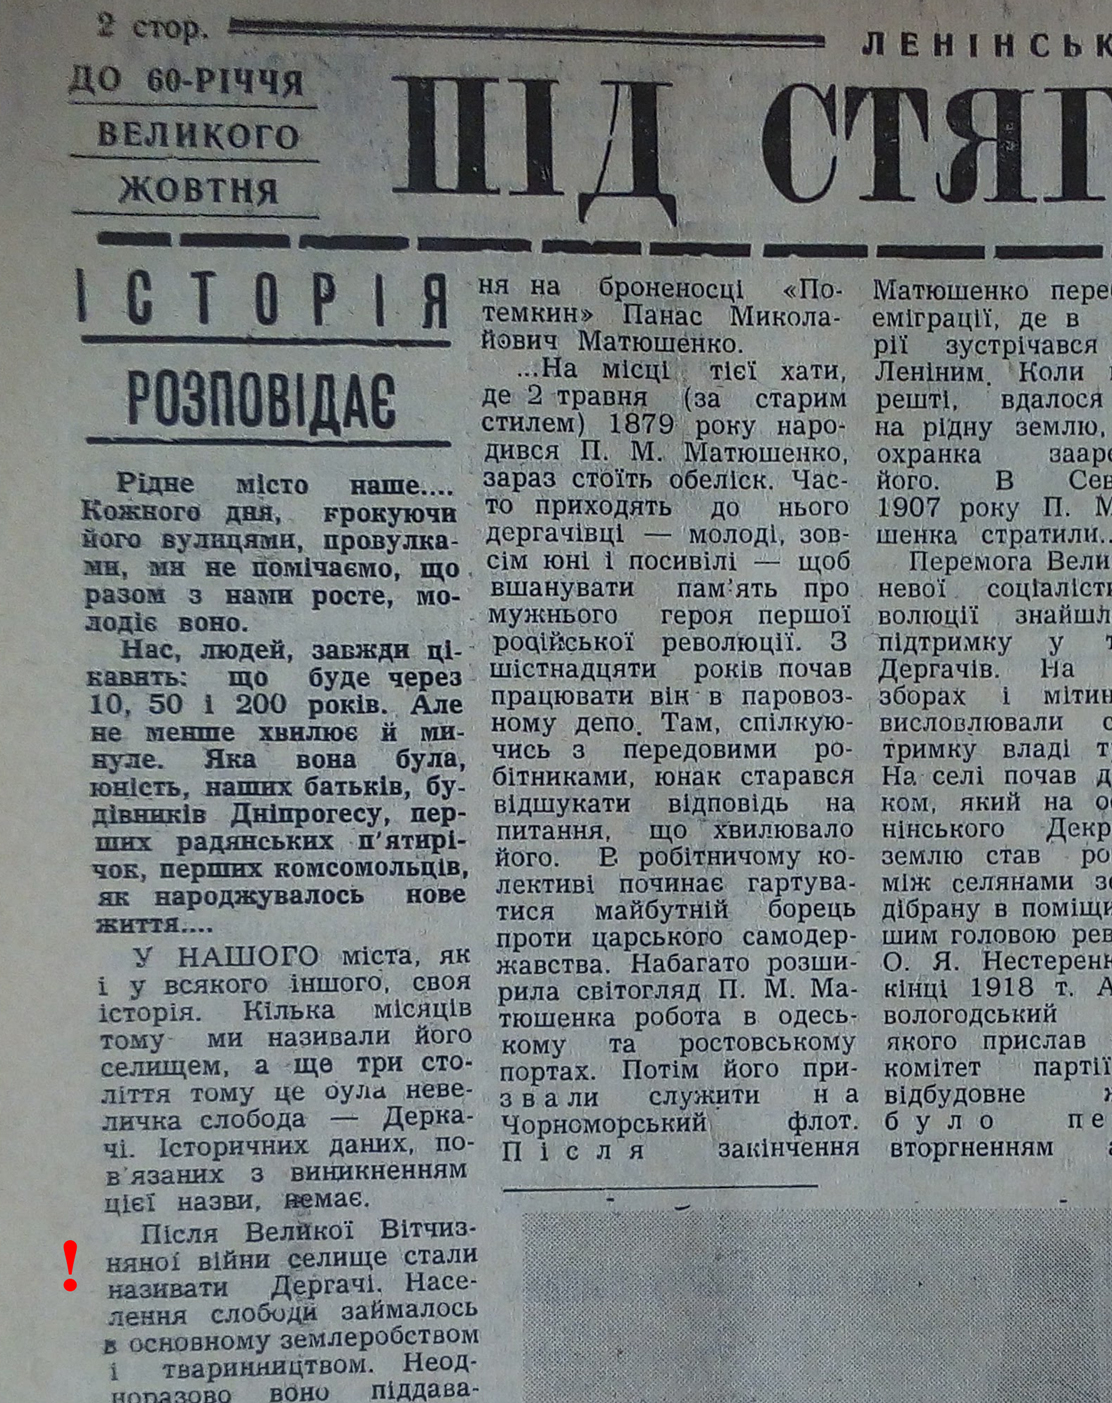 2 стор.
ЛЕНІНСЬК
ДО 60-РІЧЧЯ
ВЕЛИКОГО
ЖОВТНЯ
ПІД СТЯГ
ІСТОРІЯ
РОЗПОВІДАЄ
Рідне місто наше....
Кожного дня, крокуючи
його вулицями, провулка-
ми, ми не помічаємо, що
разом з нами росте, мо-
лодіє воно.
Нас, людей, завжди ці-
кавить: що буде через
10, 50 і 200 років. Але
не менше хвилює й ми-
нуле. Яка вона була,
юність, наших батьків, бу-
дівників Дніпрогесу, пер-
ших радянських п'ятирі-
чок, перших комсомольців,
як народжувалось нове
життя....
У НАШОГО міста, як
і у всякого іншого, своя
історія. Кілька місяців
тому ми називали його
селищем, а ще три сто-
ліття тому це була неве-
личка слобода — Дерка-
чі. Історичних даних, по-
в'язаних з виникненням
цієї назви, немає.
Після Великої Вітчиз-
! няної війни селище стали
називати Дергачі. Насе-
лення слободи займалось
в основному землеробством
і тваринництвом. Неод-
норазово воно піддава-
ня на броненосці «По-
темкин» Панас Микола-
йович Матюшенко.
...На місці тієї хати,
де 2 травня (за старим
стилем) 1879 року наро-
дився П. М. Матюшенко,
зараз стоїть обеліск. Час-
то приходять до нього
дергачівці — молоді, зов-
сім юні і посивілі — щоб
вшанувати пам'ять про
мужнього героя першої
російської революції. З
шістнадцяти років почав
працювати він в паровоз-
ному депо. Там, спілкую-
чись з передовими ро-
бітниками, юнак старався
відшукати відповідь на
питання, що хвилювало
його. В робітничому ко-
лективі починає гартува-
тися майбутній борець
проти царського самодер-
жавства. Набагато розши-
рила світогляд П. М. Ма-
тюшенка робота в одесь-
кому та ростовському
портах. Потім його при-
звали служити на
Чорноморський флот.
Після закінчення
Матюшенко переб
еміграції, де в
рії зустрічався
Леніним. Коли
решті, вдалося
на рідну землю,
охранка заар
його. В Сев
1907 року П. М
шенка стратили..
Перемога Вели
невої соціалісти
волюції знайшл
підтримку у т
Дергачів. На
зборах і мітин
висловлювали с
тримку владі т
На селі почав д
ком, який на о
нінського Декр
землю став ро
між селянами з
дібрану в поміщи
шим головою рев
О. Я. Нестеренк
кінці 1918 т. А
вологодський
якого прислав
комітет партії
відбудовне ж
було пе
вторгненням а